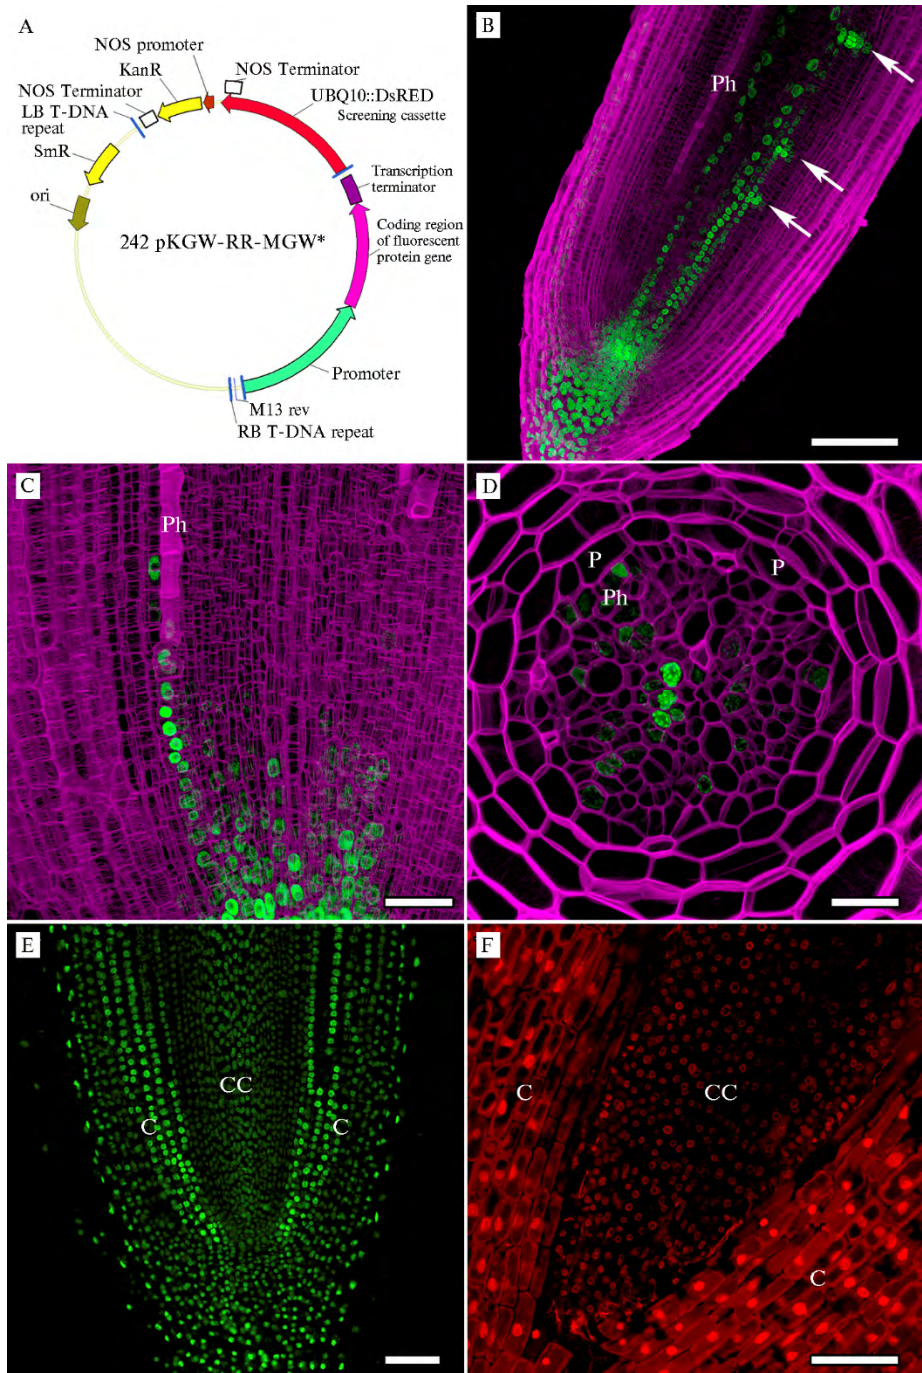 A
NOS promoter
KanR
NOS Terminator
LB T-DNA
repeat
SmR
ori
NOS Terminator
UBQ10::DsRED
Screening cassette
Transcription
terminator
Coding region
of fluorescent
protein gene
242 pKGW-RR-MGW*
Promoter
M13 rev
RB T-DNA repeat
B
Ph
C
Ph
D
P
P
Ph
E
CC
C
C
F
C
CC
C